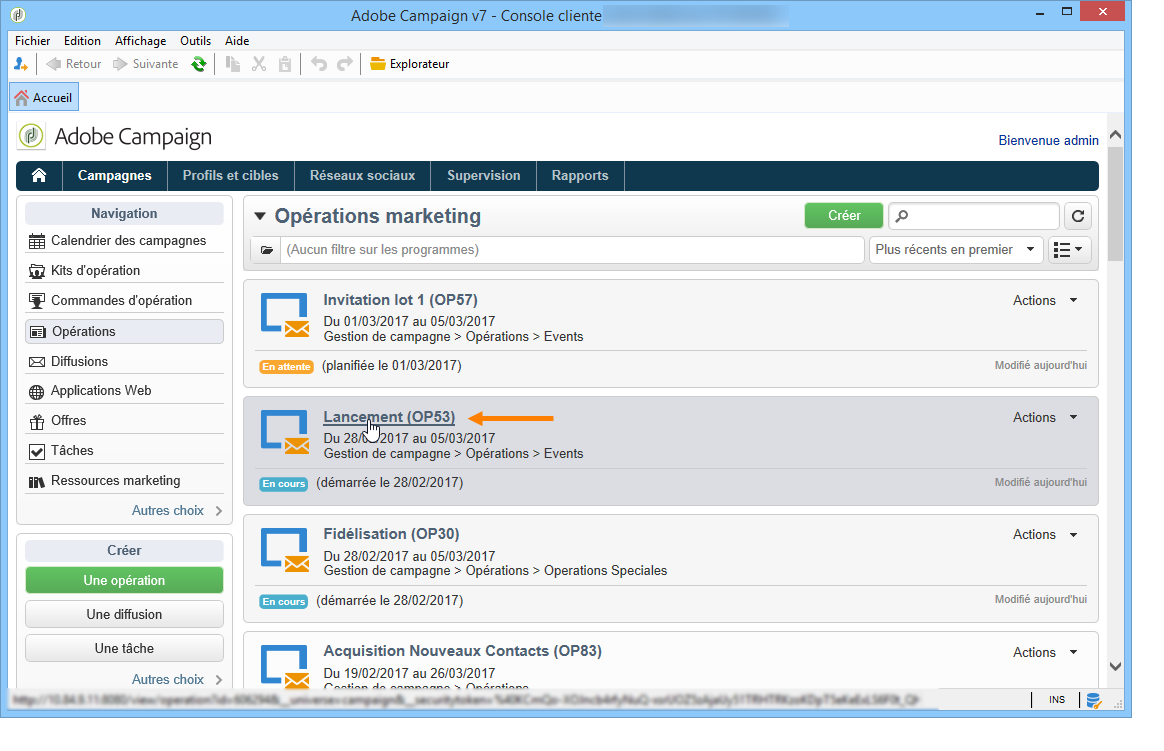 Adobe Campaign v7 - Console cliente
Fichier Edition Affichage Outils Aide
Retour Suivante Explorateur
Accueil
Adobe Campaign
Bienvenue admin
Campagnes Profils et cibles Réseaux sociaux Supervision Rapports
Navigation
Calendrier des campagnes
Kits d'opération
Commandes d'opération
Opérations
Diffusions
Applications Web
Offres
Tâches
Ressources marketing
Autres choix
Créer
Une opération
Une diffusion
Une tâche
Autres choix
Opérations marketing
Créer
(Aucun filtre sur les programmes) Plus récents en premier
Invitation lot 1 (OP57) Actions
Du 01/03/2017 au 05/03/2017
Gestion de campagne > Opérations > Events
En attente (planifiée le 01/03/2017) Modifié aujourd'hui
Lancement (OP53) Actions
Du 28/02/2017 au 05/03/2017
Gestion de campagne > Opérations > Events
En cours (démarrée le 28/02/2017) Modifié aujourd'hui
Fidélisation (OP30) Actions
Du 28/02/2017 au 05/03/2017
Gestion de campagne > Opérations > Operations Speciales
En cours (démarrée le 28/02/2017) Modifié aujourd'hui
Acquisition Nouveaux Contacts (OP83) Actions
Du 19/02/2017 au 26/03/2017
Gestion de campagne > Opérations
INS